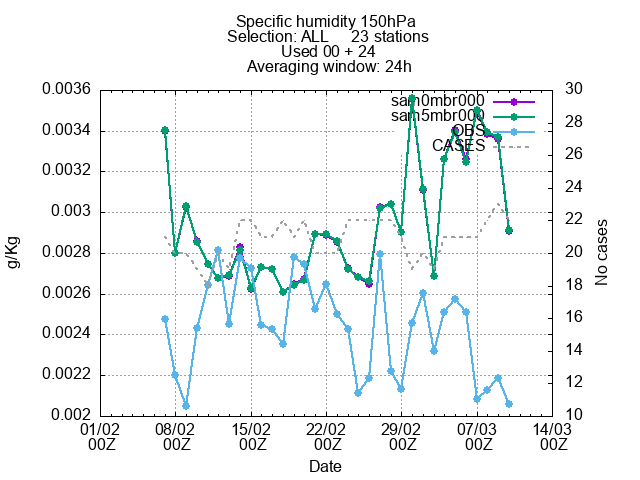 Specific humidity 150hPa
Selection: ALL 23 stations
Used 00 + 24
Averaging window: 24h
0.0036
0.0034
0.0032
0.003
0.0028
0.0026
0.0024
0.0022
0.002
30
28
26
24
22
20
18
16
14
12
10
sam0mbr000
sam5mbr000
OBS
CASES
g/Kg
No cases
01/02 08/02 15/02 22/02 29/02 07/03 14/03
00Z 00Z 00Z 00Z 00Z 00Z 00Z
Date